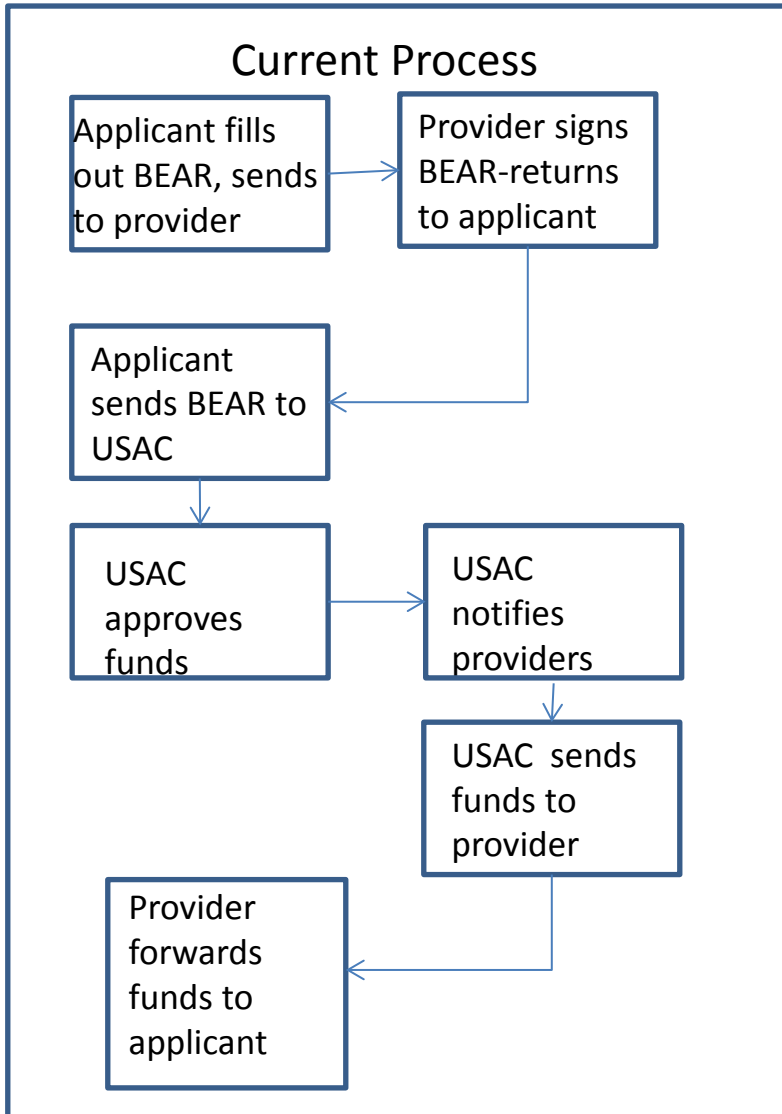 Current Process
Applicant fills
out BEAR, sends
to provider
Provider signs
BEAR-returns
to applicant
Applicant
sends BEAR to
USAC
USAC
approves
funds
USAC
notifies
providers
USAC sends
funds to
provider
Provider
forwards
funds to
applicant